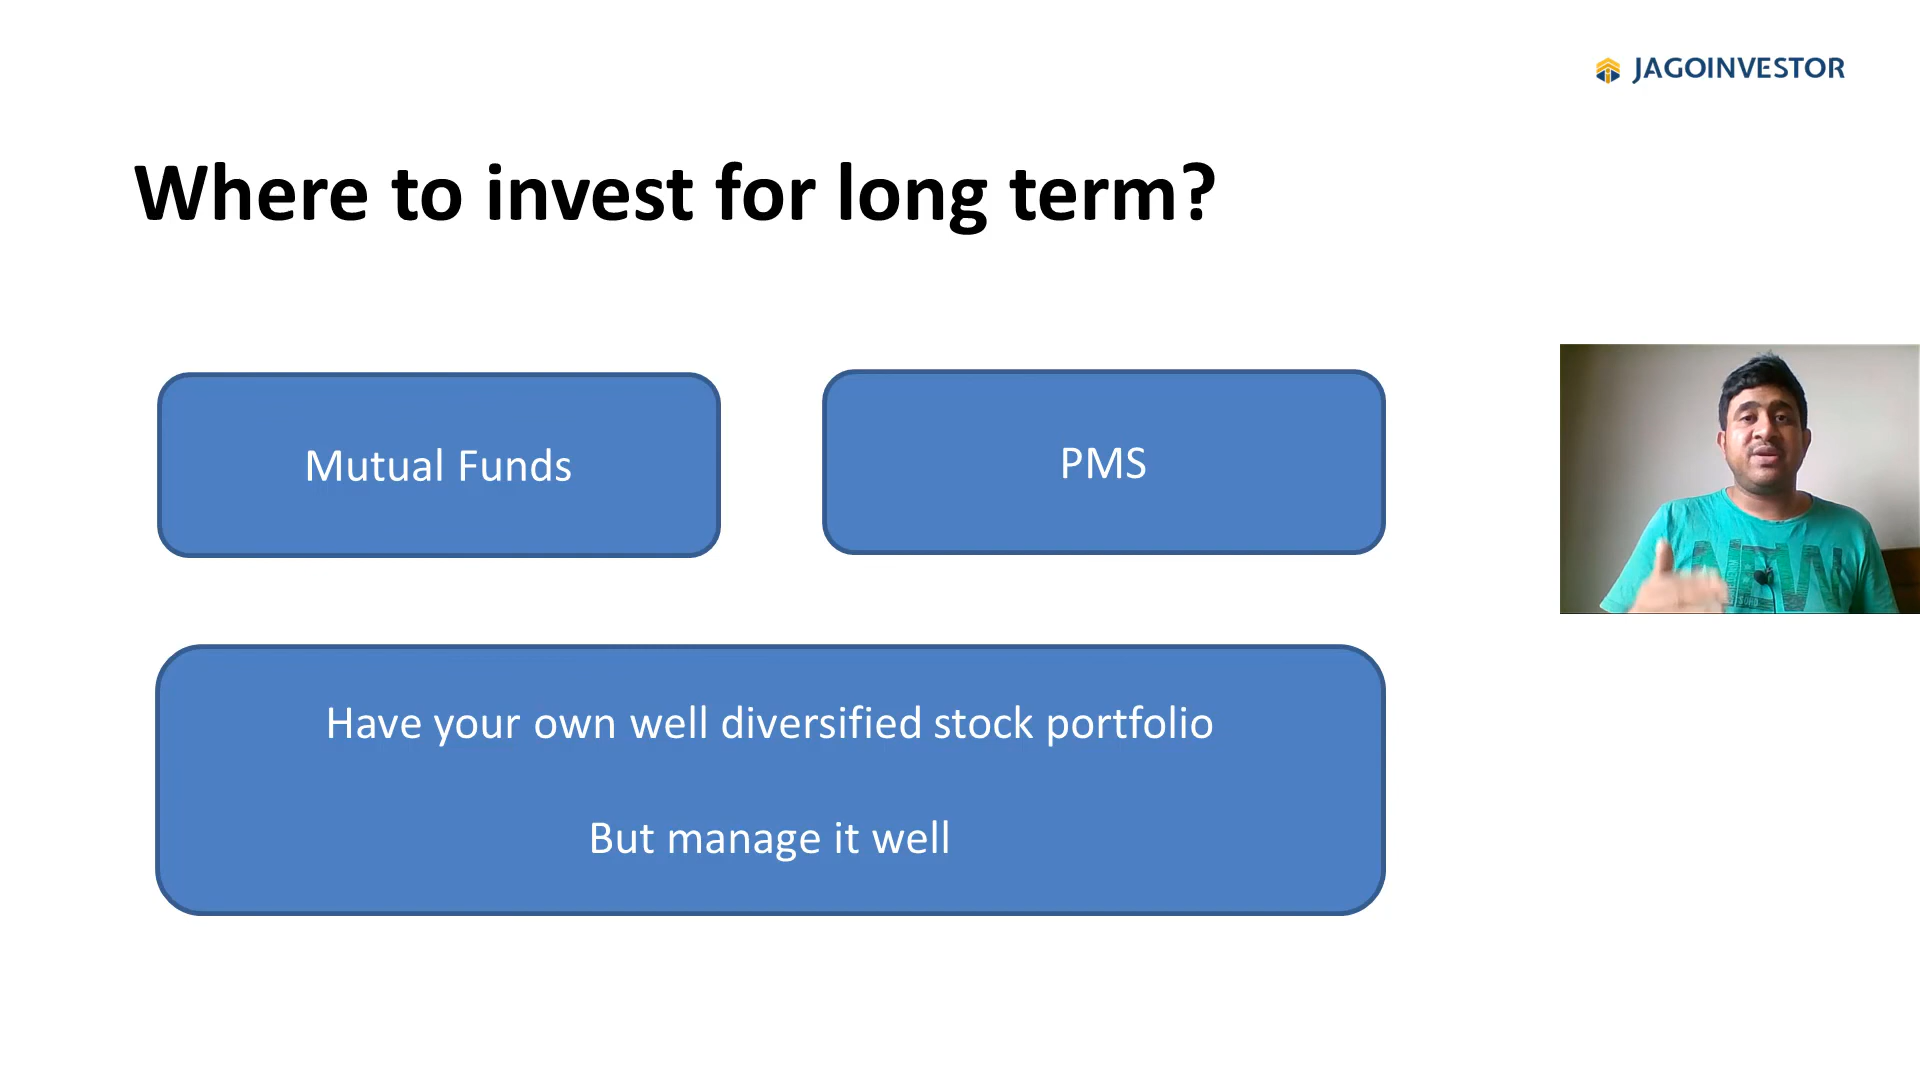 JAGOINVESTOR
Where to invest for long term?
Mutual Funds
PMS
Have your own well diversified stock portfolio
But manage it well
NEW